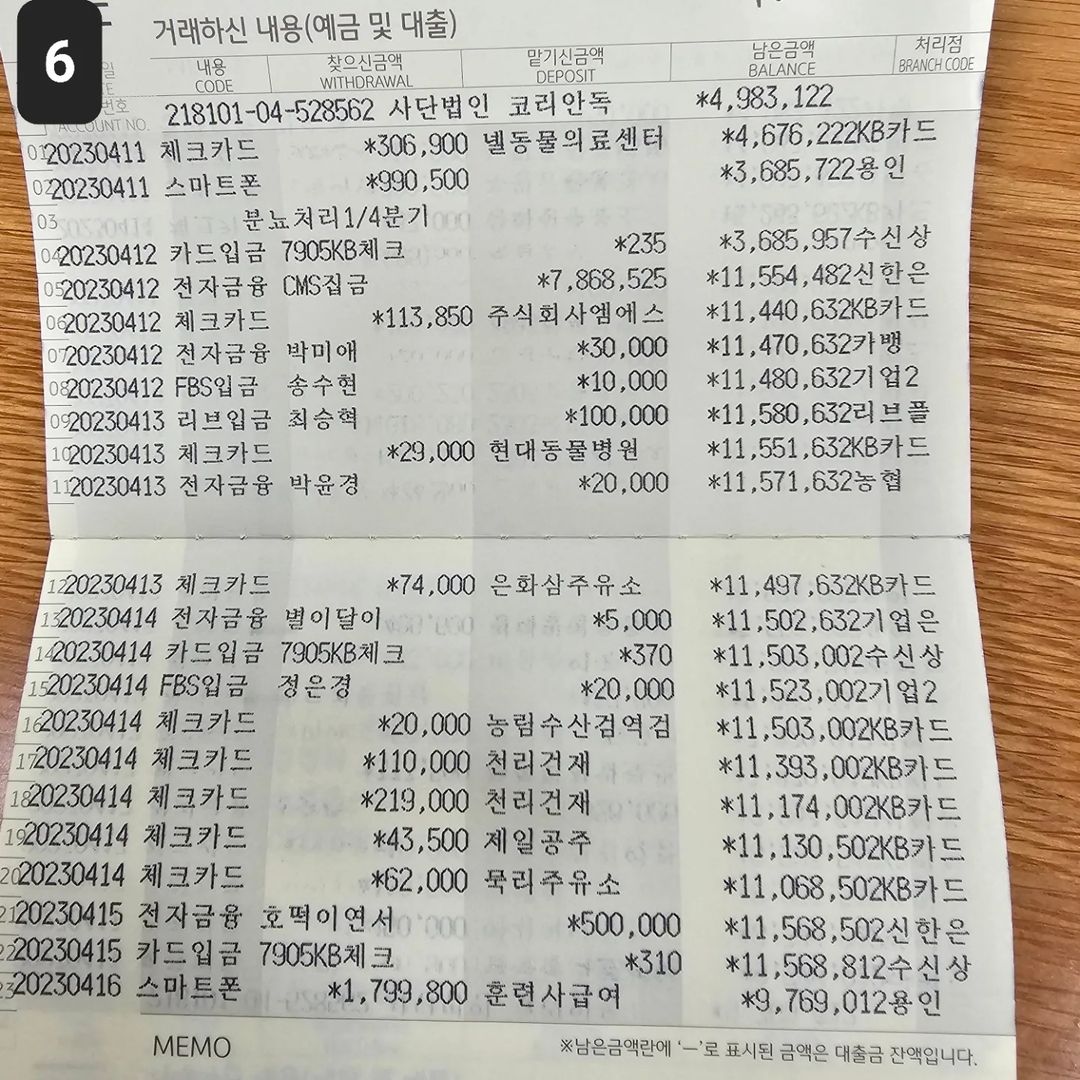 6
거래하신 내용(예금 및 대출)
내용 찾으신금액 맡기신금액 남은금액 처리점
CODE WITHDRAWAL DEPOSIT BALANCE BRANCH CODE
ACCOUNT NO. 218101-04-528562 사단법인 코리안독 *4,983,122
01 20230411 체크카드 *306,900 넬동물의료센터 *4,676,222KB카드
02 20230411 스마트폰 *990,500 *3,685,722용인
03 분뇨처리1/4분기
04 20230412 카드입금 7905KB체크 *235 *3,685,957수신상
05 20230412 전자금융 CMS집금 *7,868,525 *11,554,482신한은
06 20230412 체크카드 *113,850 주식회사엠에스 *11,440,632KB카드
07 20230412 전자금융 박미애 *30,000 *11,470,632카뱅
08 20230412 FBS입금 송수현 *10,000 *11,480,632기업2
09 20230413 리브입금 최승혁 *100,000 *11,580,632리브플
10 20230413 체크카드 *29,000 현대동물병원 *11,551,632KB카드
11 20230413 전자금융 박윤경 *20,000 *11,571,632농협
12 20230413 체크카드 *74,000 은화삼주유소 *11,497,632KB카드
13 20230414 전자금융 별이달이 *5,000 *11,502,632기업은
14 20230414 카드입금 7905KB체크 *370 *11,503,002수신상
15 20230414 FBS입금 정은경 *20,000 *11,523,002기업2
16 20230414 체크카드 *20,000 농림수산검역검 *11,503,002KB카드
17 20230414 체크카드 *110,000 천리건재 *11,393,002KB카드
18 20230414 체크카드 *219,000 천리건재 *11,174,002KB카드
19 20230414 체크카드 *43,500 제일공주 *11,130,502KB카드
20 20230414 체크카드 *62,000 묵리주유소 *11,068,502KB카드
21 20230415 전자금융 호떡이연서 *500,000 *11,568,502신한은
22 20230415 카드입금 7905KB체크 *310 *11,568,812수신상
23 20230416 스마트폰 *1,799,800 훈련사급여 *9,769,012용인
MEMO ※남은금액란에 ‘—’로 표시된 금액은 대출금 잔액입니다.